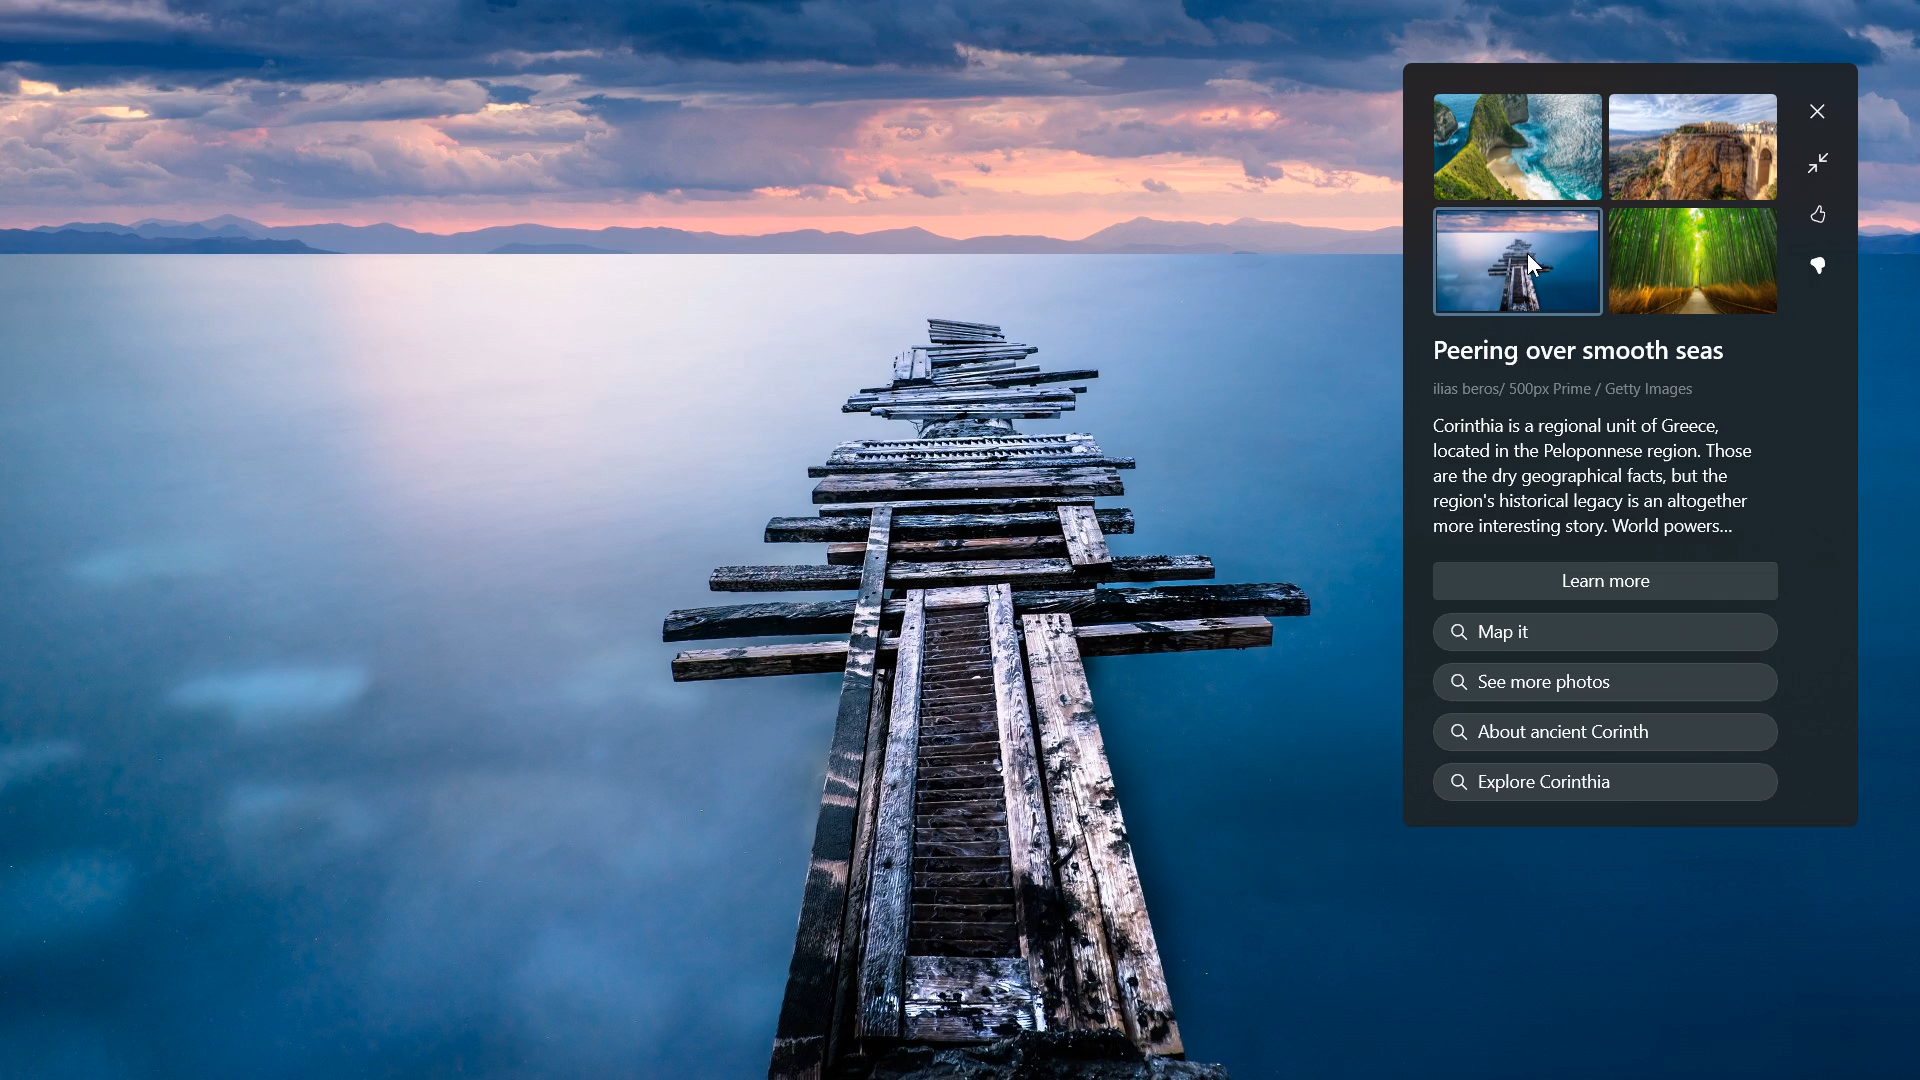 Peering over smooth seas
ilias beros/ 500px Prime / Getty Images
Corinthia is a regional unit of Greece,
located in the Peloponnese region. Those
are the dry geographical facts, but the
region's historical legacy is an altogether
more interesting story. World powers...
Learn more
Map it
See more photos
About ancient Corinth
Explore Corinthia